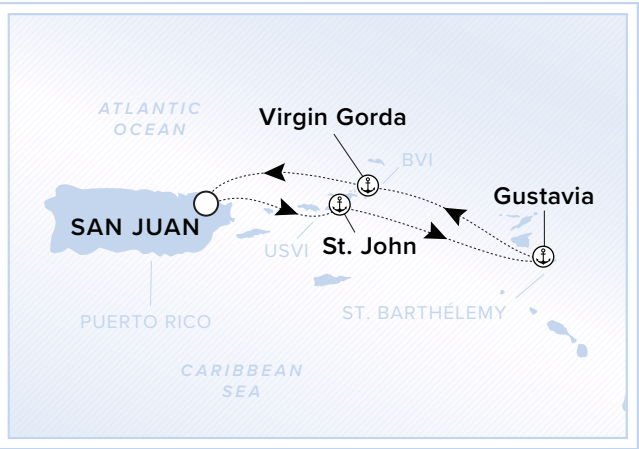 ATLANTIC
OCEAN
Virgin Gorda
BVI
Gustavia
SAN JUAN
USVI
St. John
ST. BARTHÉLEMY
PUERTO RICO
CARIBBEAN
SEA